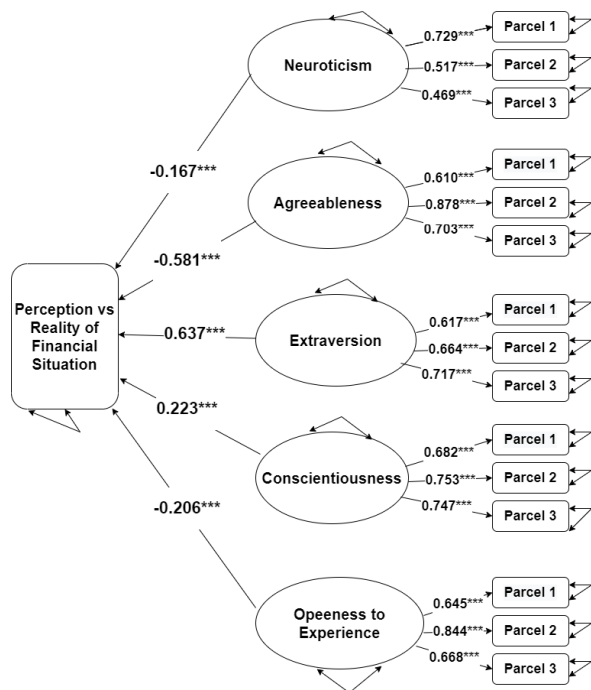 Neuroticism
0.729***
Parcel 1
0.517***
Parcel 2
0.469***
Parcel 3
-0.167***
Agreeableness
0.610***
Parcel 1
0.878***
Parcel 2
0.703***
Parcel 3
-0.581***
Perception vs
Reality of
Financial
Situation
0.637***
Extraversion
0.617***
Parcel 1
0.664***
Parcel 2
0.717***
Parcel 3
0.223***
Conscientiousness
0.682***
Parcel 1
0.753***
Parcel 2
0.747***
Parcel 3
-0.206***
Opeeness to
Experience
0.645***
Parcel 1
0.844***
Parcel 2
0.668***
Parcel 3